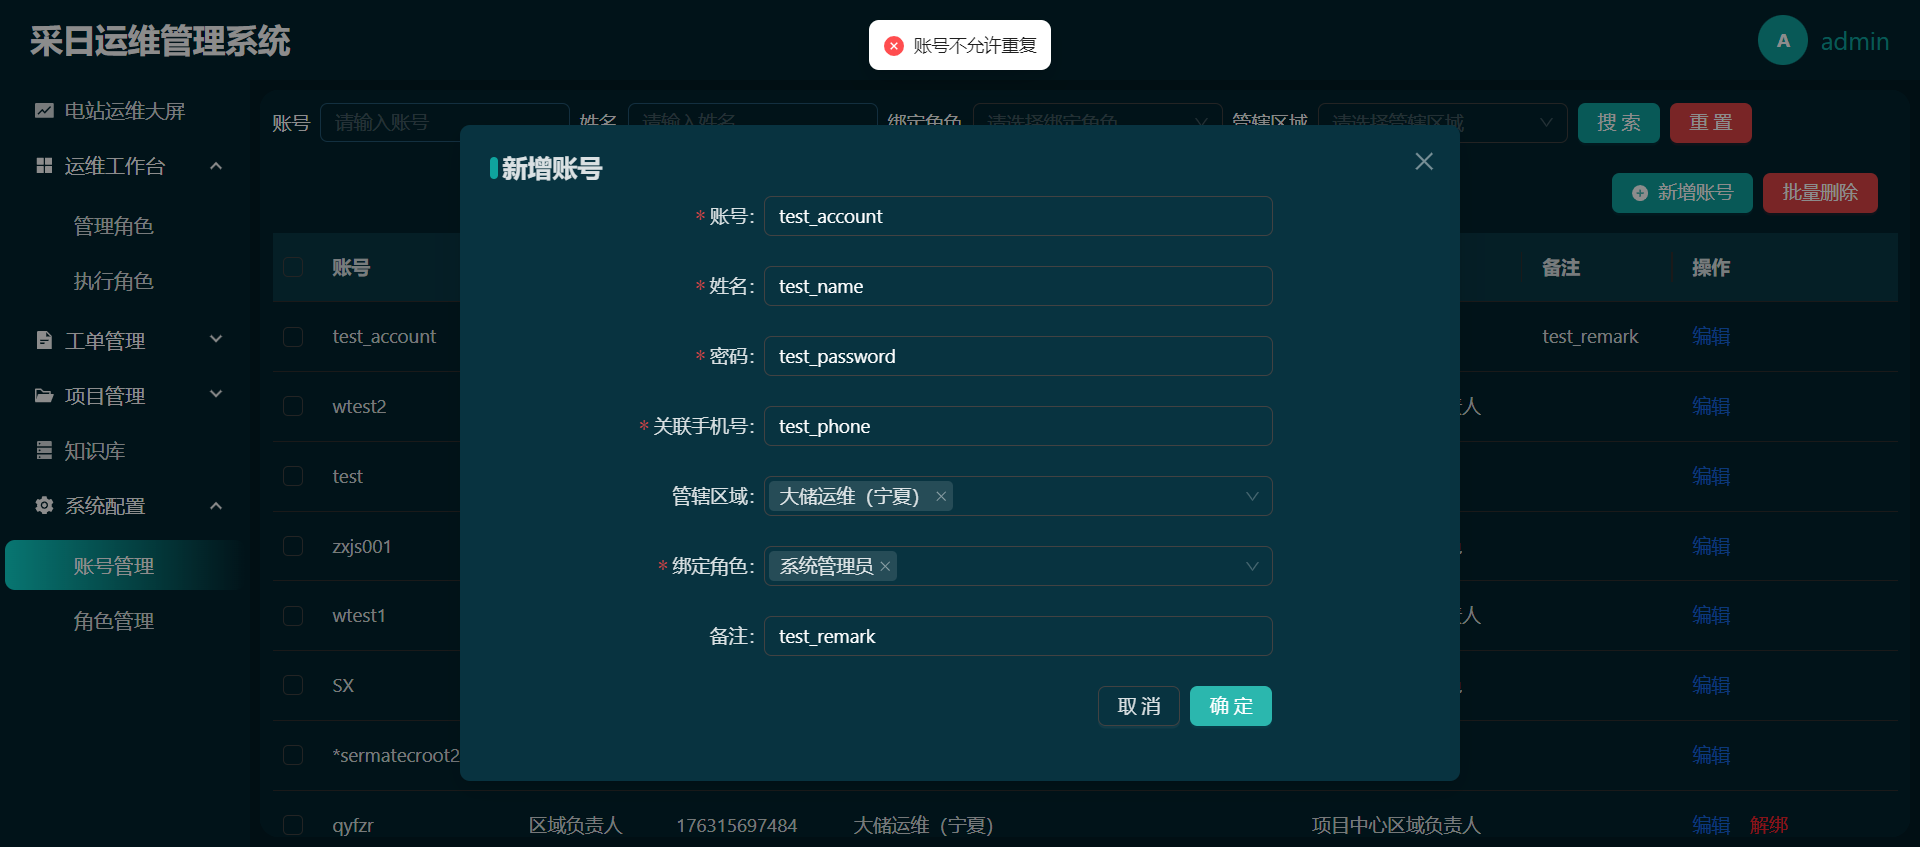 采日运维管理系统
账号不允许重复
A
admin
电站运维大屏
运维工作台
管理角色
执行角色
工单管理
项目管理
知识库
系统配置
账号管理
角色管理
账号
请输入账号
姓名
请输入姓名
绑定角色
请选择绑定角色
管辖区域
请选择管辖区域
搜 索
重 置
新增账号
批量删除
新增账号
* 账号:
test_account
* 姓名:
test_name
* 密码:
test_password
* 关联手机号:
test_phone
管辖区域:
大储运维（宁夏）
* 绑定角色:
系统管理员
备注:
test_remark
取 消
确 定
账号
备注
操作
test_account
test_remark
编辑
wtest2
人
编辑
test
编辑
zxjs001
编辑
wtest1
人
编辑
SX
编辑
*sermatecroot2
编辑
qyfzr
区域负责人
176315697484
大储运维（宁夏）
项目中心区域负责人
编辑
解绑